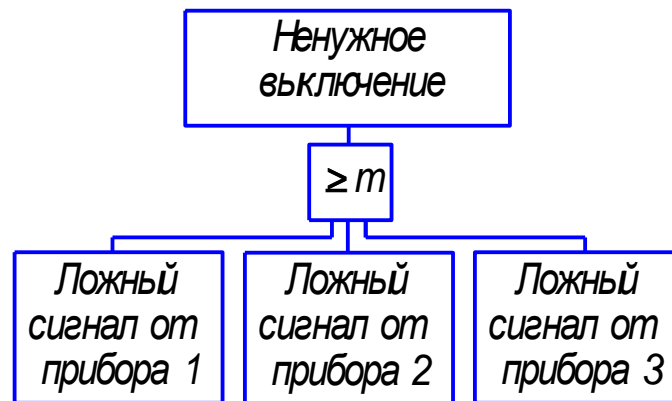 Ненужное
выключение
≥ m
Ложный
сигнал от
прибора 1
Ложный
сигнал от
прибора 2
Ложный
сигнал от
прибора 3